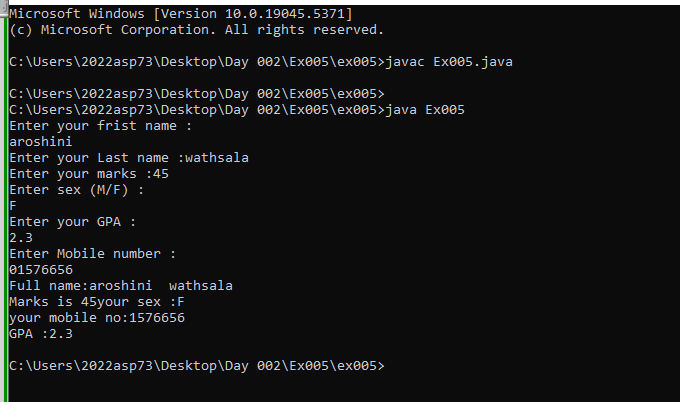 Microsoft Windows [Version 10.0.19045.5371]
(c) Microsoft Corporation. All rights reserved.
C:\Users\2022asp73\Desktop\Day 002\Ex005\ex005>javac Ex005.java
C:\Users\2022asp73\Desktop\Day 002\Ex005\ex005>
C:\Users\2022asp73\Desktop\Day 002\Ex005\ex005>java Ex005
Enter your frist name :
aroshini
Enter your Last name :wathsala
Enter your marks :45
Enter sex (M/F) :
F
Enter your GPA :
2.3
Enter Mobile number :
01576656
Full name:aroshini  wathsala
Marks is 45your sex :F
your mobile no:1576656
GPA :2.3
C:\Users\2022asp73\Desktop\Day 002\Ex005\ex005>